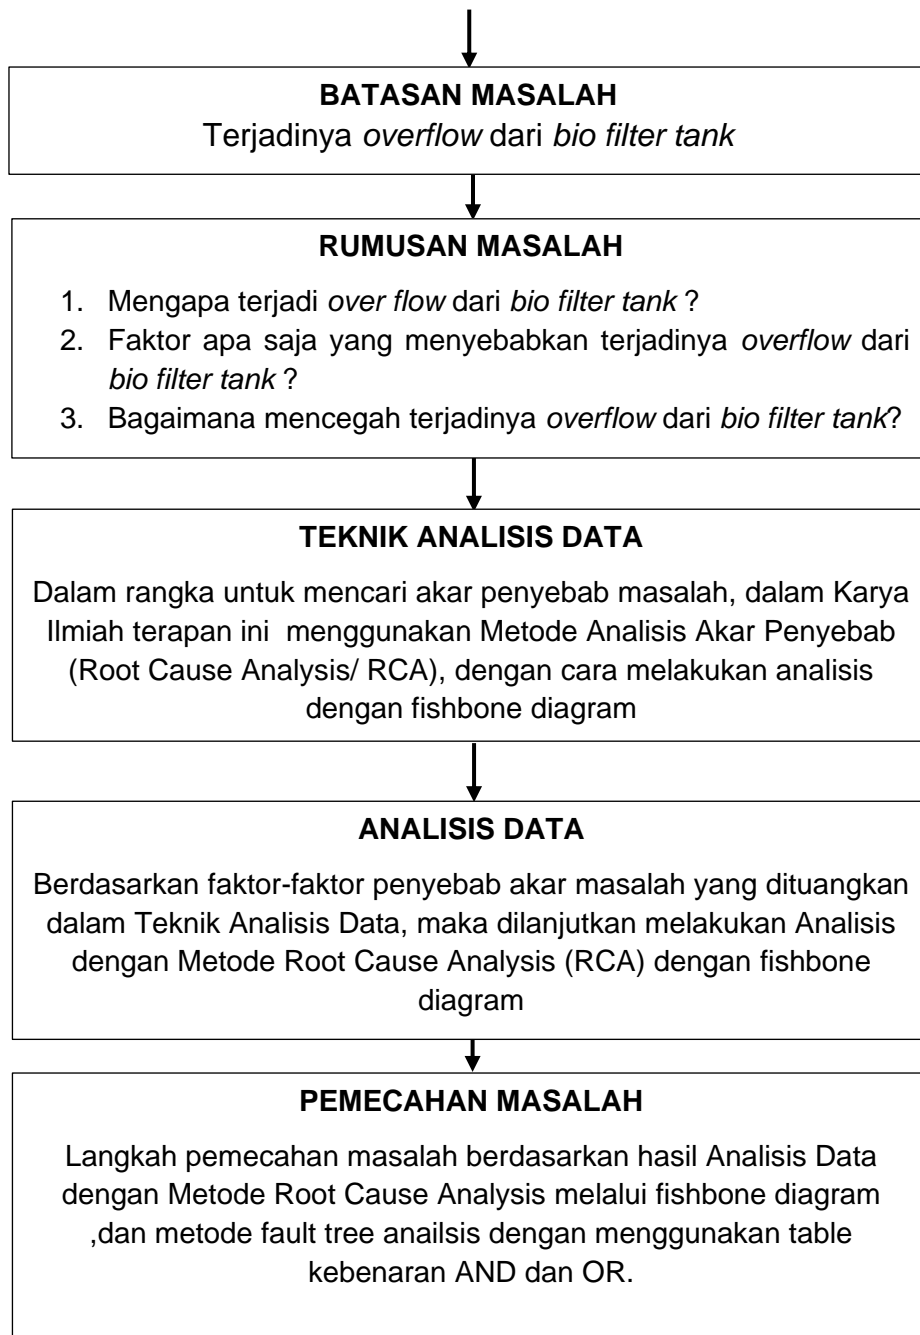 BATASAN MASALAH
Terjadinya overflow dari bio filter tank
RUMUSAN MASALAH
1. Mengapa terjadi over flow dari bio filter tank ?
2. Faktor apa saja yang menyebabkan terjadinya overflow dari
bio filter tank ?
3. Bagaimana mencegah terjadinya overflow dari bio filter tank?
TEKNIK ANALISIS DATA
Dalam rangka untuk mencari akar penyebab masalah, dalam Karya
Ilmiah terapan ini menggunakan Metode Analisis Akar Penyebab
(Root Cause Analysis/ RCA), dengan cara melakukan analisis
dengan fishbone diagram
ANALISIS DATA
Berdasarkan faktor-faktor penyebab akar masalah yang dituangkan
dalam Teknik Analisis Data, maka dilanjutkan melakukan Analisis
dengan Metode Root Cause Analysis (RCA) dengan fishbone
diagram
PEMECAHAN MASALAH
Langkah pemecahan masalah berdasarkan hasil Analisis Data
dengan Metode Root Cause Analysis melalui fishbone diagram
,dan metode fault tree anailsis dengan menggunakan table
kebenaran AND dan OR.